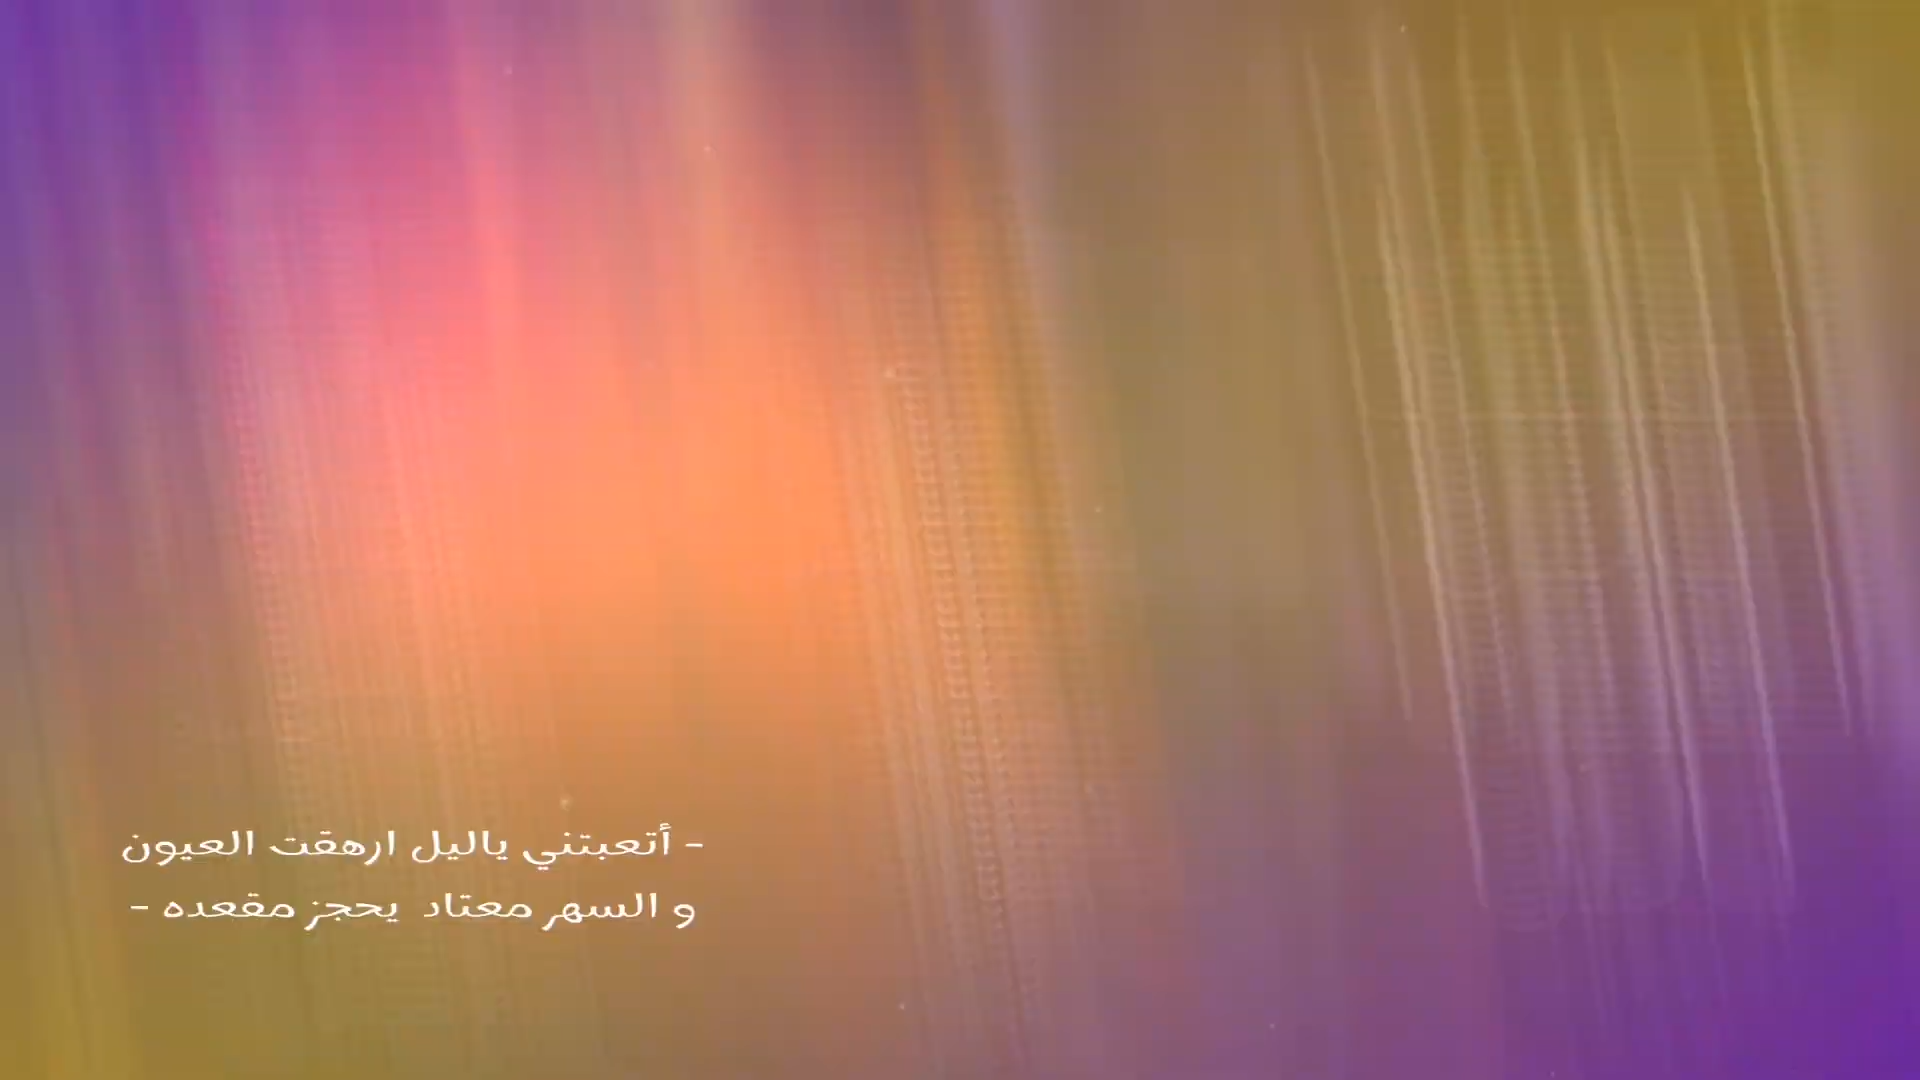 - أتعبتني ياليل ارهقت العيون
و السهر معتاد يحجز مقعده -